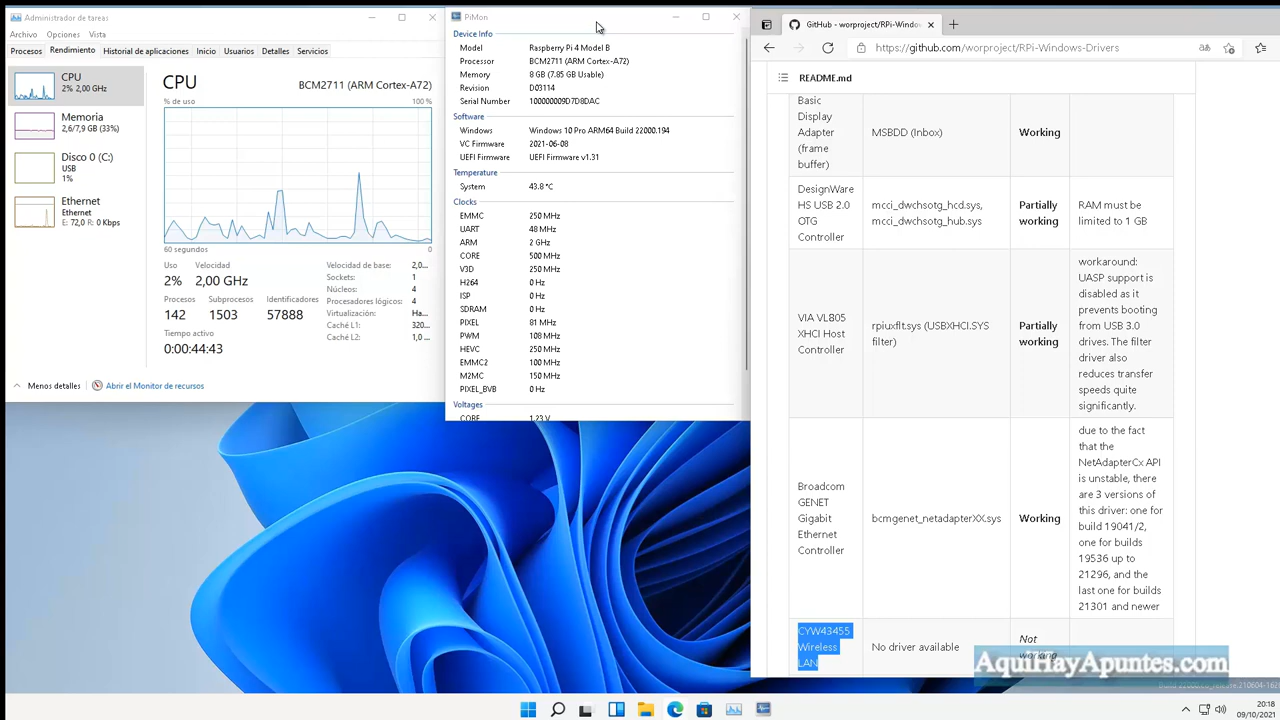 Administrador de tareas
Archivo Opciones Vista
Procesos Rendimiento Historial de aplicaciones Inicio Usuarios Detalles Servicios
CPU
2% 2,00 GHz
Memoria
2,6/7,9 GB (33%)
Disco 0 (C:)
USB
1%
Ethernet
Ethernet
E: 72,0 R: 0 Kbps
CPU
BCM2711 (ARM Cortex-A72)
% de uso 100 %
60 segundos 0
Uso Velocidad
2% 2,00 GHz
Procesos Subprocesos Identificadores
142 1503 57888
Tiempo activo
0:00:44:43
Velocidad de base: 2,0...
Sockets: 1
Núcleos: 4
Procesadores lógicos: 4
Virtualización: Ha...
Caché L1: 320...
Caché L2: 1,0 ...
Menos detalles Abrir el Monitor de recursos
PiMon
Device Info
Model Raspberry Pi 4 Model B
Processor BCM2711 (ARM Cortex-A72)
Memory 8 GB (7.85 GB Usable)
Revision D03114
Serial Number 100000009D7D8DAC
Software
Windows Windows 10 Pro ARM64 Build 22000.194
VC Firmware 2021-06-08
UEFI Firmware UEFI Firmware v1.31
Temperature
System 43.8 °C
Clocks
EMMC 250 MHz
UART 48 MHz
ARM 2 GHz
CORE 500 MHz
V3D 250 MHz
H264 0 Hz
ISP 0 Hz
SDRAM 0 Hz
PIXEL 81 MHz
PWM 108 MHz
HEVC 250 MHz
EMMC2 100 MHz
M2MC 150 MHz
PIXEL_BVB 0 Hz
Voltages
CORE 1.23 V
GitHub - worproject/RPi-Windo
https://github.com/worproject/RPi-Windows-Drivers
README.md
Basic
Display
Adapter
(frame
buffer)
MSBDD (Inbox)
Working
DesignWare
HS USB 2.0
OTG
Controller
mcci_dwchsotg_hcd.sys,
mcci_dwchsotg_hub.sys
Partially
working
RAM must be
limited to 1 GB
VIA VL805
XHCI Host
Controller
rpiuxflt.sys (USBXHCI.SYS
filter)
Partially
working
workaround:
UASP support is
disabled as it
prevents booting
from USB 3.0
drives. The filter
driver also
reduces transfer
speeds quite
significantly.
Broadcom
GENET
Gigabit
Ethernet
Controller
bcmgenet_netadapterXX.sys
Working
due to the fact
that the
NetAdapterCx API
is unstable, there
are 3 versions of
this driver: one for
build 19041/2,
one for builds
19536 up to
21296, and the
last one for builds
21301 and newer
CYW43455
Wireless
LAN
No driver available
Not
working
AquiHayApuntes.com
20:18
09/10/2021